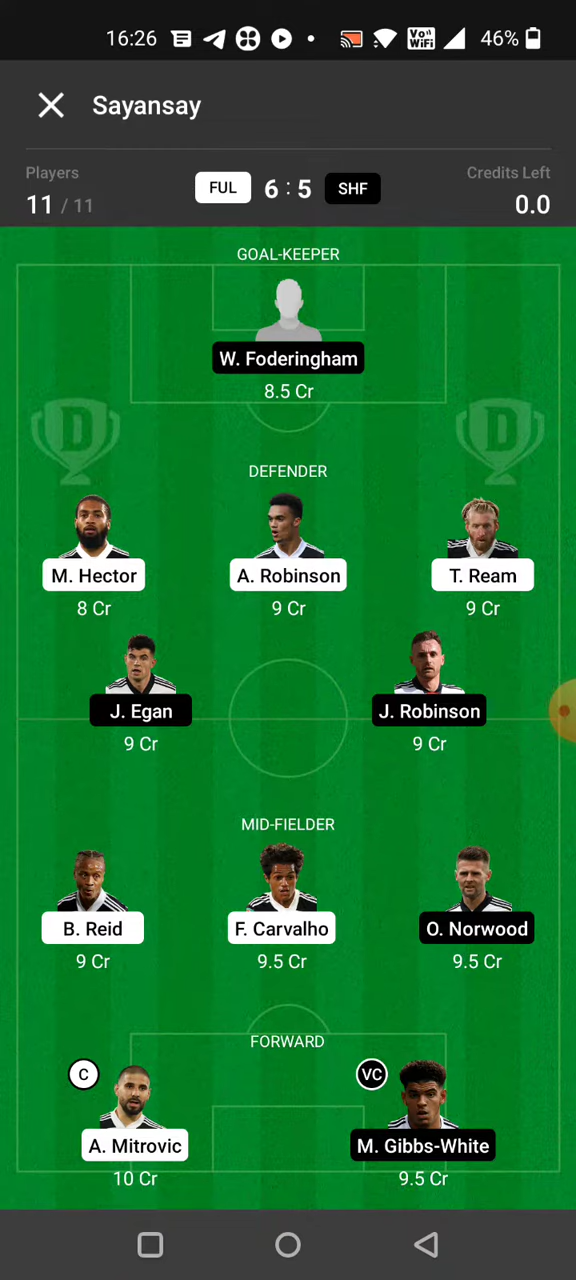 16:26
Vo))
WiFi
46%
Sayansay
Players
11 / 11
FUL 6 : 5 SHF
Credits Left
0.0
GOAL-KEEPER
W. Foderingham
8.5 Cr
D D
DEFENDER
M. Hector A. Robinson T. Ream
8 Cr 9 Cr 9 Cr
J. Egan J. Robinson
9 Cr 9 Cr
MID-FIELDER
B. Reid F. Carvalho O. Norwood
9 Cr 9.5 Cr 9.5 Cr
FORWARD
C VC
A. Mitrovic M. Gibbs-White
10 Cr 9.5 Cr